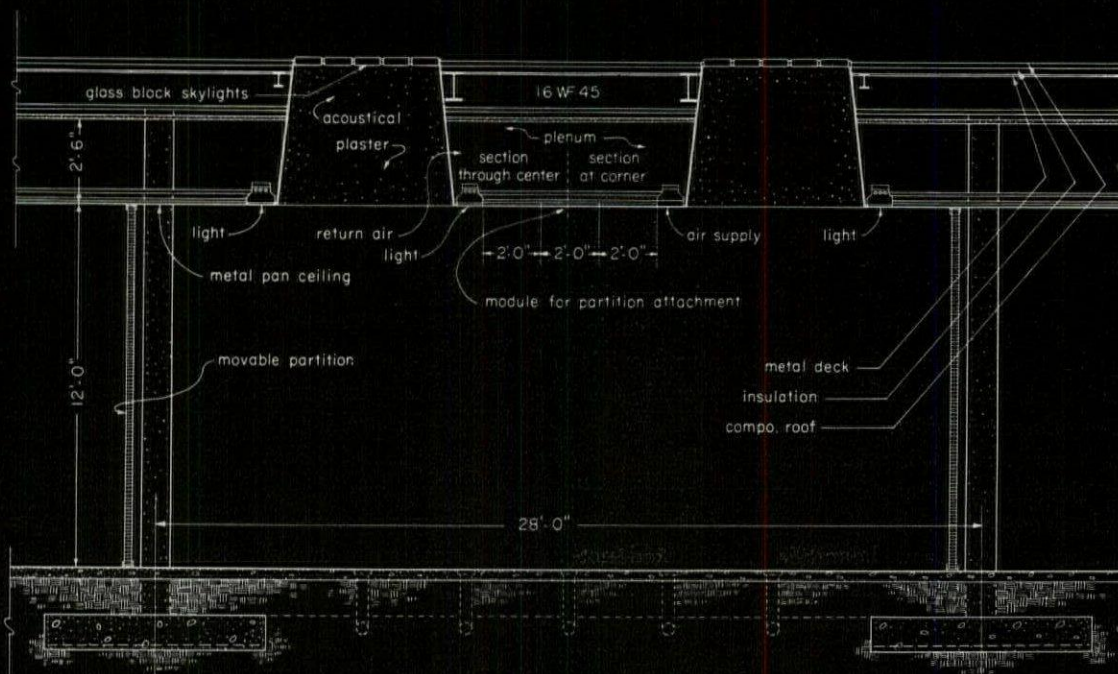 glass block skylights
16 WF 45
acoustical
plaster
plenum
section
through center
section
at corner
2'-6"
light
return air
light
air supply
light
2'-0" 2'-0" 2'-0"
metal pan ceiling
module for partition attachment
movable partition
12'-0"
metal deck
insulation
compo. roof
28'-0"